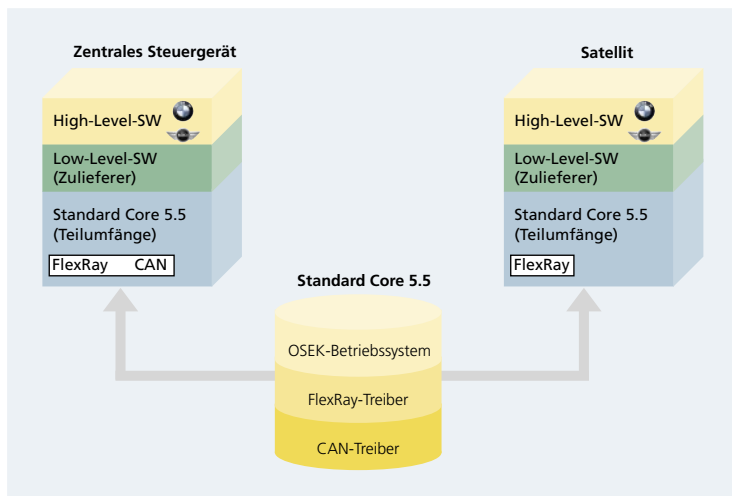 Zentrales Steuergerät
High-Level-SW
Low-Level-SW
(Zulieferer)
Standard Core 5.5
(Teilumfänge)
FlexRay CAN
Satellit
High-Level-SW
Low-Level-SW
(Zulieferer)
Standard Core 5.5
(Teilumfänge)
FlexRay
Standard Core 5.5
OSEK-Betriebssystem
FlexRay-Treiber
CAN-Treiber